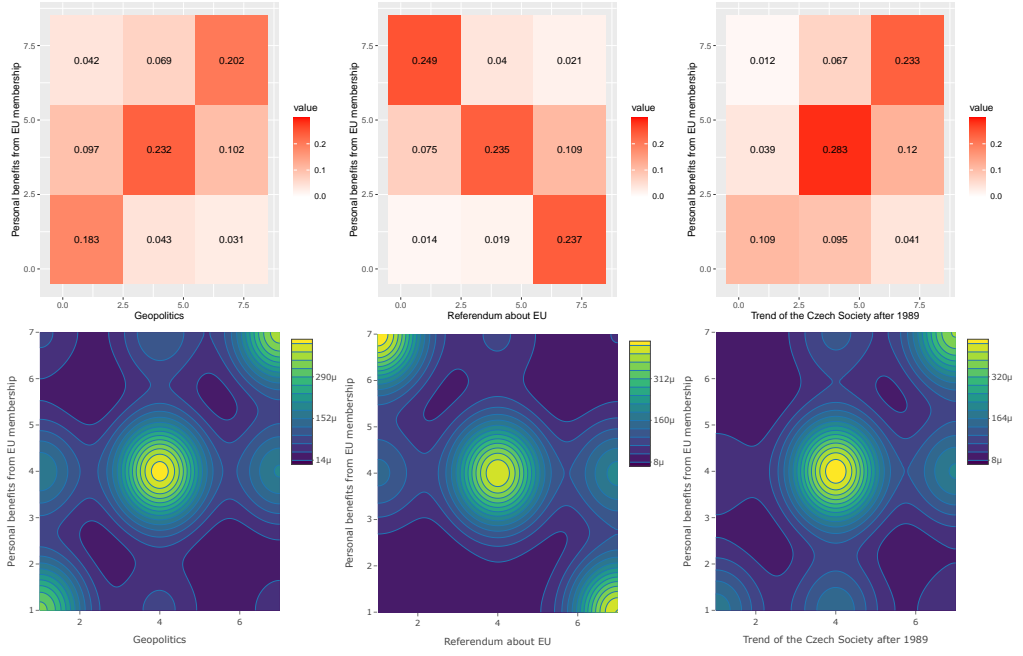 Personal benefits from EU membership
7.5
5.0
2.5
0.0
0.042 0.069 0.202
0.097 0.232 0.102
0.183 0.043 0.031
0.0 2.5 5.0 7.5
Geopolitics
value
0.2
0.1
0.0
Personal benefits from EU membership
7.5
5.0
2.5
0.0
0.249 0.04 0.021
0.075 0.235 0.109
0.014 0.019 0.237
0.0 2.5 5.0 7.5
Referendum about EU
value
0.2
0.1
0.0
Personal benefits from EU membership
7.5
5.0
2.5
0.0
0.012 0.067 0.233
0.039 0.283 0.12
0.109 0.095 0.041
0.0 2.5 5.0 7.5
Trend of the Czech Society after 1989
value
0.2
0.1
0.0
Personal benefits from EU membership
7
6
5
4
3
2
1
2 4 6
Geopolitics
290μ
152μ
14μ
Personal benefits from EU membership
7
6
5
4
3
2
1
2 4 6
Referendum about EU
312μ
160μ
8μ
Personal benefits from EU membership
7
6
5
4
3
2
1
2 4 6
Trend of the Czech Society after 1989
320μ
164μ
8μ